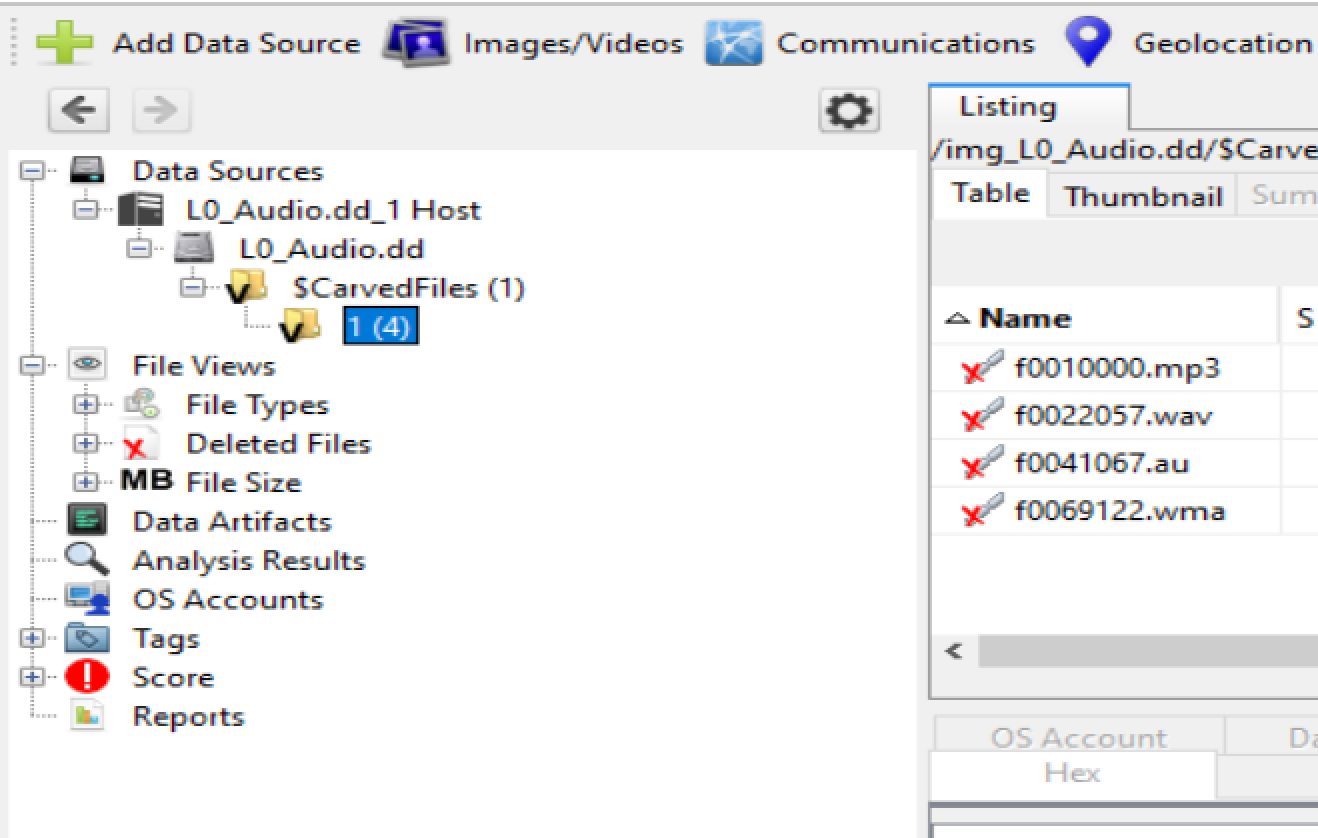 Add Data Source Images/Videos Communications Geolocation
Data Sources
L0_Audio.dd_1 Host
L0_Audio.dd
$CarvedFiles (1)
1 (4)
File Views
File Types
Deleted Files
MB File Size
Data Artifacts
Analysis Results
OS Accounts
Tags
Score
Reports
Listing
/img_L0_Audio.dd/$Carve
Table Thumbnail Sum
Name S
f0010000.mp3
f0022057.wav
f0041067.au
f0069122.wma
OS Account Da
Hex